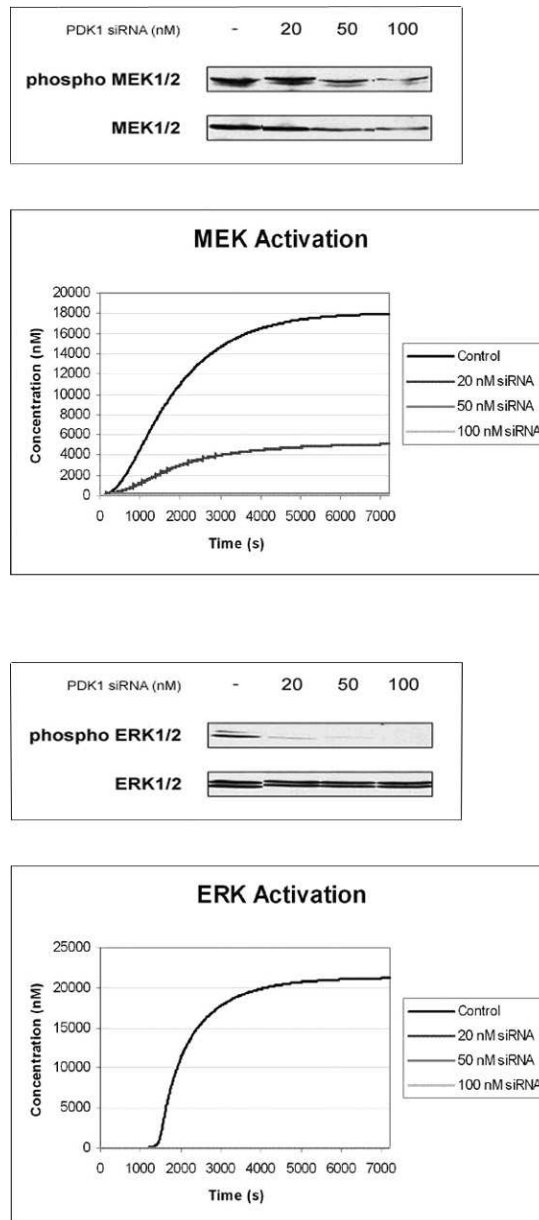 PDK1 siRNA (nM) - 20 50 100
phospho MEK1/2
MEK1/2
MEK Activation
Concentration (nM)
20000
18000
16000
14000
12000
10000
8000
6000
4000
2000
0
0 1000 2000 3000 4000 5000 6000 7000
Time (s)
Control
20 nM siRNA
50 nM siRNA
100 nM siRNA
PDK1 siRNA (nM) - 20 50 100
phospho ERK1/2
ERK1/2
ERK Activation
Concentration (nM)
25000
20000
15000
10000
5000
0
0 1000 2000 3000 4000 5000 6000 7000
Time (s)
Control
20 nM siRNA
50 nM siRNA
100 nM siRNA